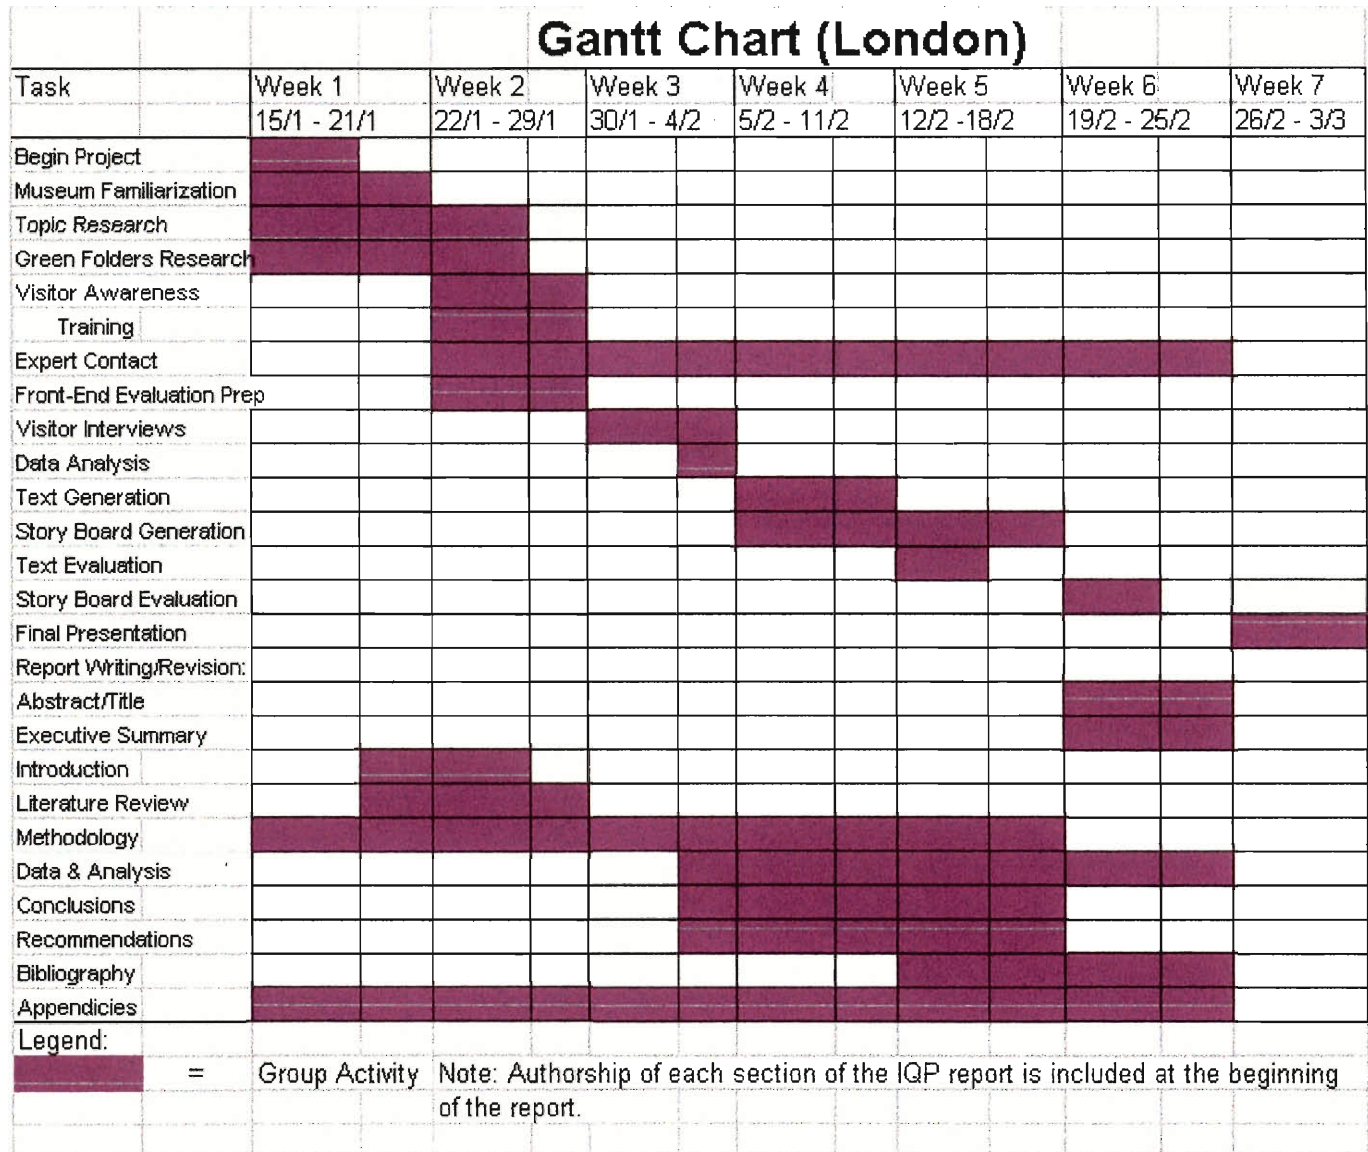 Gantt Chart (London)
Task Week 1 Week 2 Week 3 Week 4 Week 5 Week 6 Week 7
15/1 - 21/1 22/1 - 29/1 30/1 - 4/2 5/2 - 11/2 12/2 -18/2 19/2 - 25/2 26/2 - 3/3
Begin Project
Museum Familiarization
Topic Research
Green Folders Research
Visitor Awareness
Training
Expert Contact
Front-End Evaluation Prep
Visitor Interviews
Data Analysis
Text Generation
Story Board Generation
Text Evaluation
Story Board Evaluation
Final Presentation
Report Writing/Revision:
Abstract/Title
Executive Summary
Introduction
Literature Review
Methodology
Data & Analysis
Conclusions
Recommendations
Bibliography
Appendicies
Legend:
= Group Activity Note: Authorship of each section of the IQP report is included at the beginning
of the report.